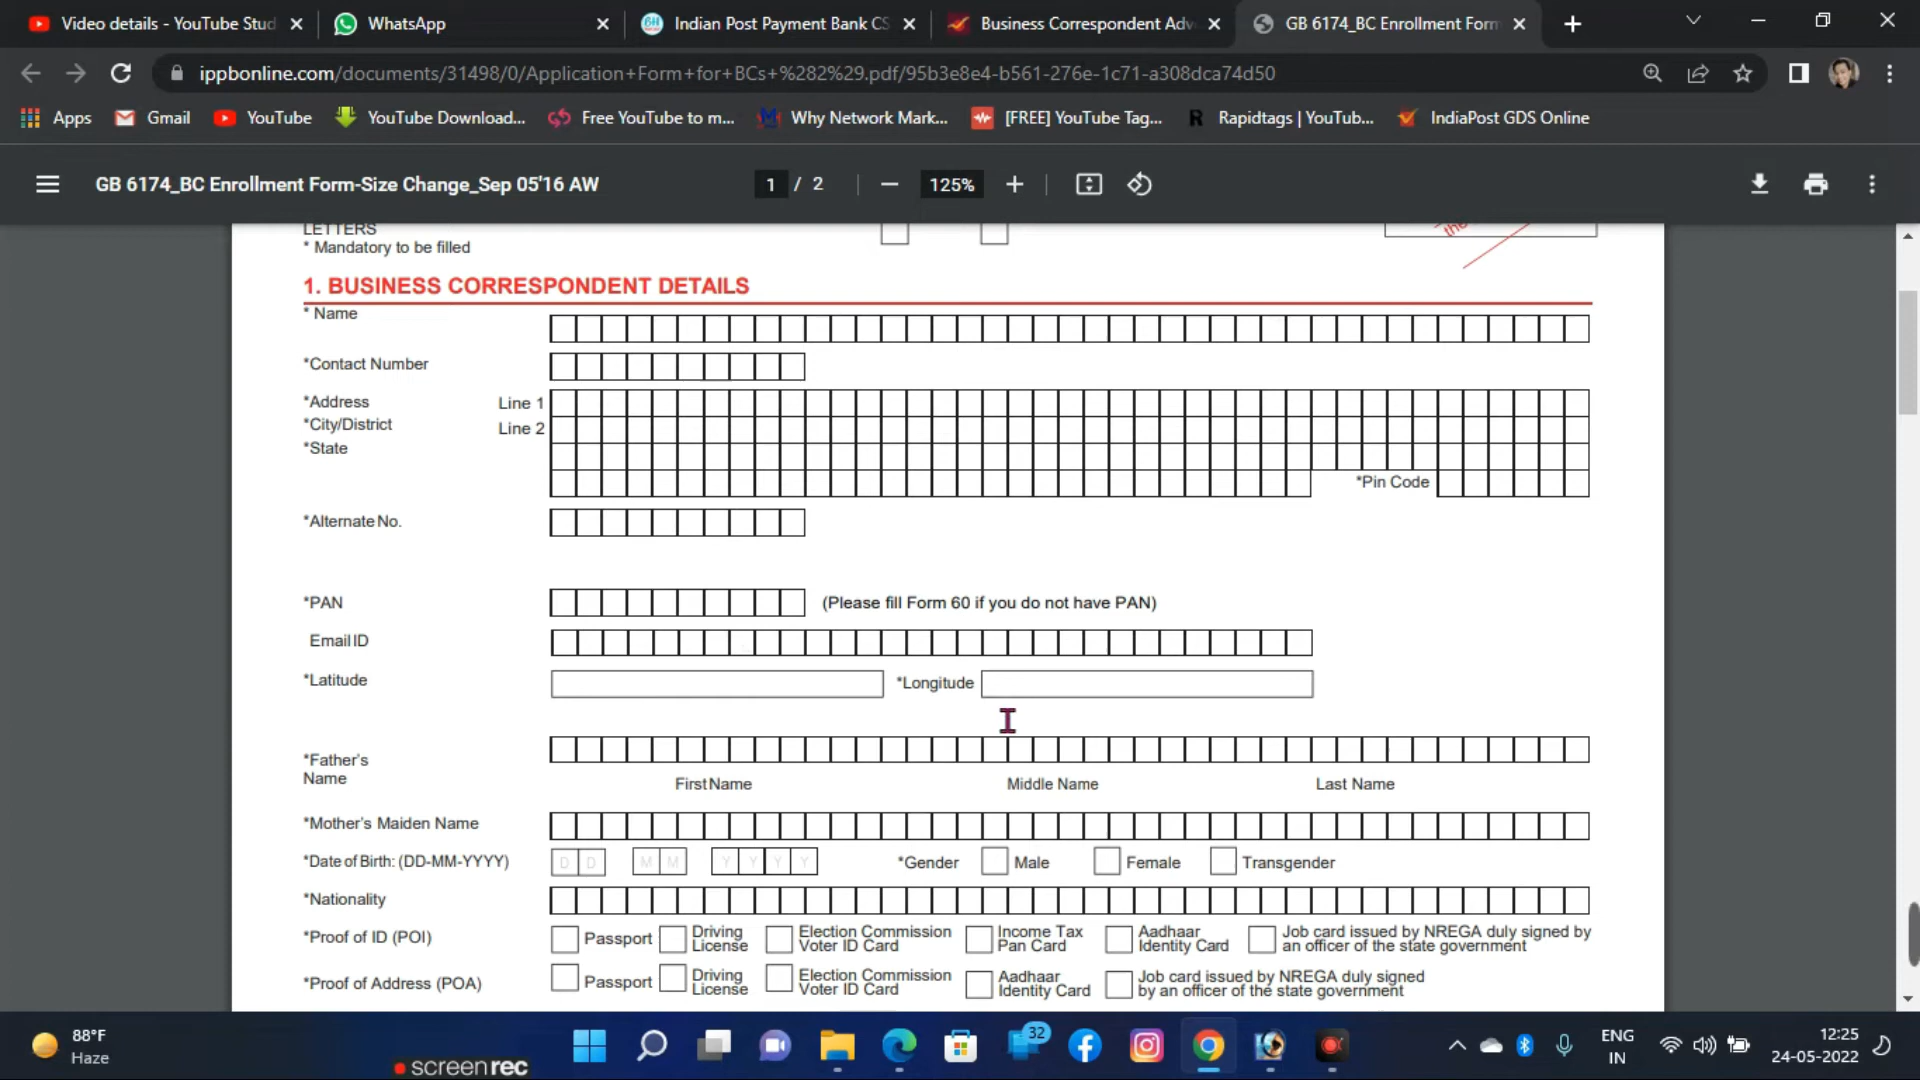 Video details - YouTube Stud
WhatsApp
Indian Post Payment Bank CS
Business Correspondent Adv
GB 6174_BC Enrollment Form
ippbonline.com/documents/31498/0/Application+Form+for+BCs+%282%29.pdf/95b3e8e4-b561-276e-1c71-a308dca74d50
Apps
Gmail
YouTube
YouTube Download...
Free YouTube to m...
Why Network Mark...
[FREE] YouTube Tag...
R
Rapidtags | YouTub...
IndiaPost GDS Online
GB 6174_BC Enrollment Form-Size Change_Sep 05'16 AW
1 / 2
125%
LETTERS
the
* Mandatory to be filled
1. BUSINESS CORRESPONDENT DETAILS
* Name
*Contact Number
*Address Line 1
*City/District Line 2
*State
*Pin Code
*Alternate No.
*PAN (Please fill Form 60 if you do not have PAN)
Email ID
*Latitude *Longitude
*Father's
Name
First Name Middle Name Last Name
*Mother's Maiden Name
*Date of Birth: (DD-MM-YYYY) D D M M Y Y Y Y *Gender Male Female Transgender
*Nationality
*Proof of ID (POI) Passport Driving License Election Commission Voter ID Card Income Tax Pan Card Aadhaar Identity Card Job card issued by NREGA duly signed by an officer of the state government
*Proof of Address (POA) Passport Driving License Election Commission Voter ID Card Aadhaar Identity Card Job card issued by NREGA duly signed by an officer of the state government
88°F
Haze
screenrec
32
ENG
IN
12:25
24-05-2022